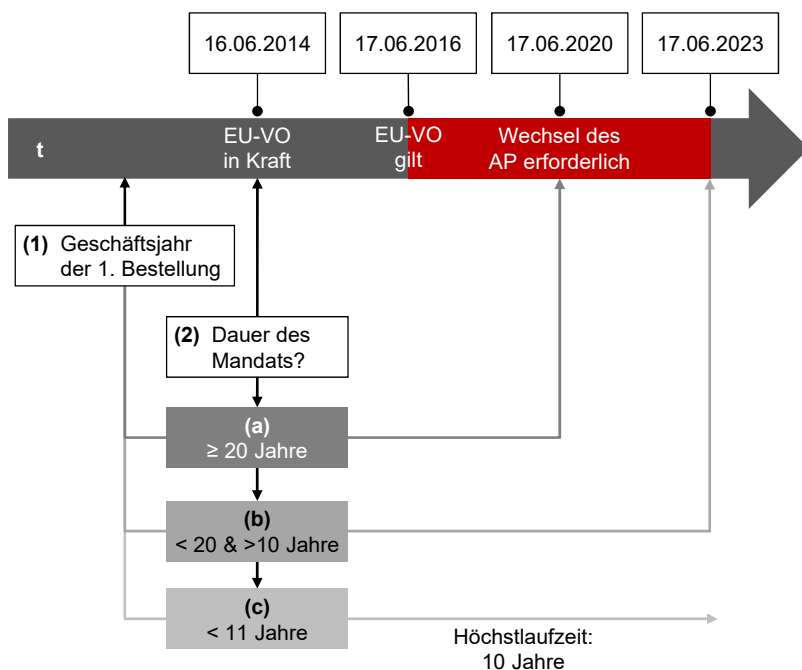 16.06.2014
17.06.2016
17.06.2020
17.06.2023
t
EU-VO
in Kraft
EU-VO
gilt
Wechsel des
AP erforderlich
(1) Geschäftsjahr
der 1. Bestellung
(2) Dauer des
Mandats?
(a)
≥ 20 Jahre
(b)
< 20 & >10 Jahre
(c)
< 11 Jahre
Höchstlaufzeit:
10 Jahre